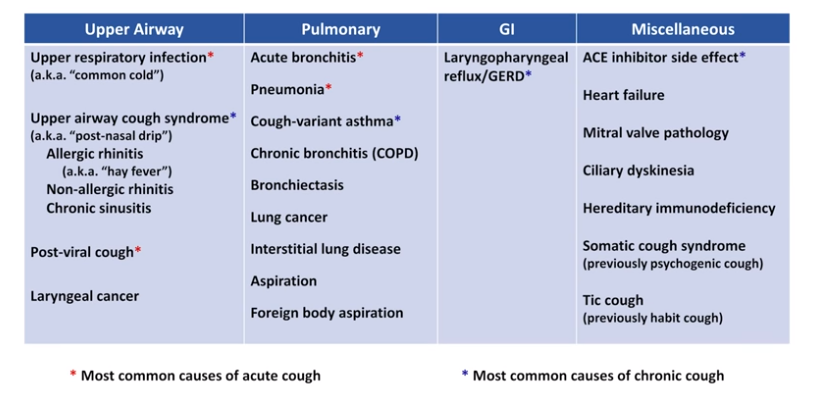 Upper Airway
Pulmonary
GI
Miscellaneous
Upper respiratory infection*
(a.k.a. “common cold”)
Upper airway cough syndrome*
(a.k.a. “post-nasal drip”)
Allergic rhinitis
(a.k.a. “hay fever”)
Non-allergic rhinitis
Chronic sinusitis
Post-viral cough*
Laryngeal cancer
Acute bronchitis*
Pneumonia*
Cough-variant asthma*
Chronic bronchitis (COPD)
Bronchiectasis
Lung cancer
Interstitial lung disease
Aspiration
Foreign body aspiration
Laryngopharyngeal
reflux/GERD*
ACE inhibitor side effect*
Heart failure
Mitral valve pathology
Ciliary dyskinesia
Hereditary immunodeficiency
Somatic cough syndrome
(previously psychogenic cough)
Tic cough
(previously habit cough)
* Most common causes of acute cough
* Most common causes of chronic cough